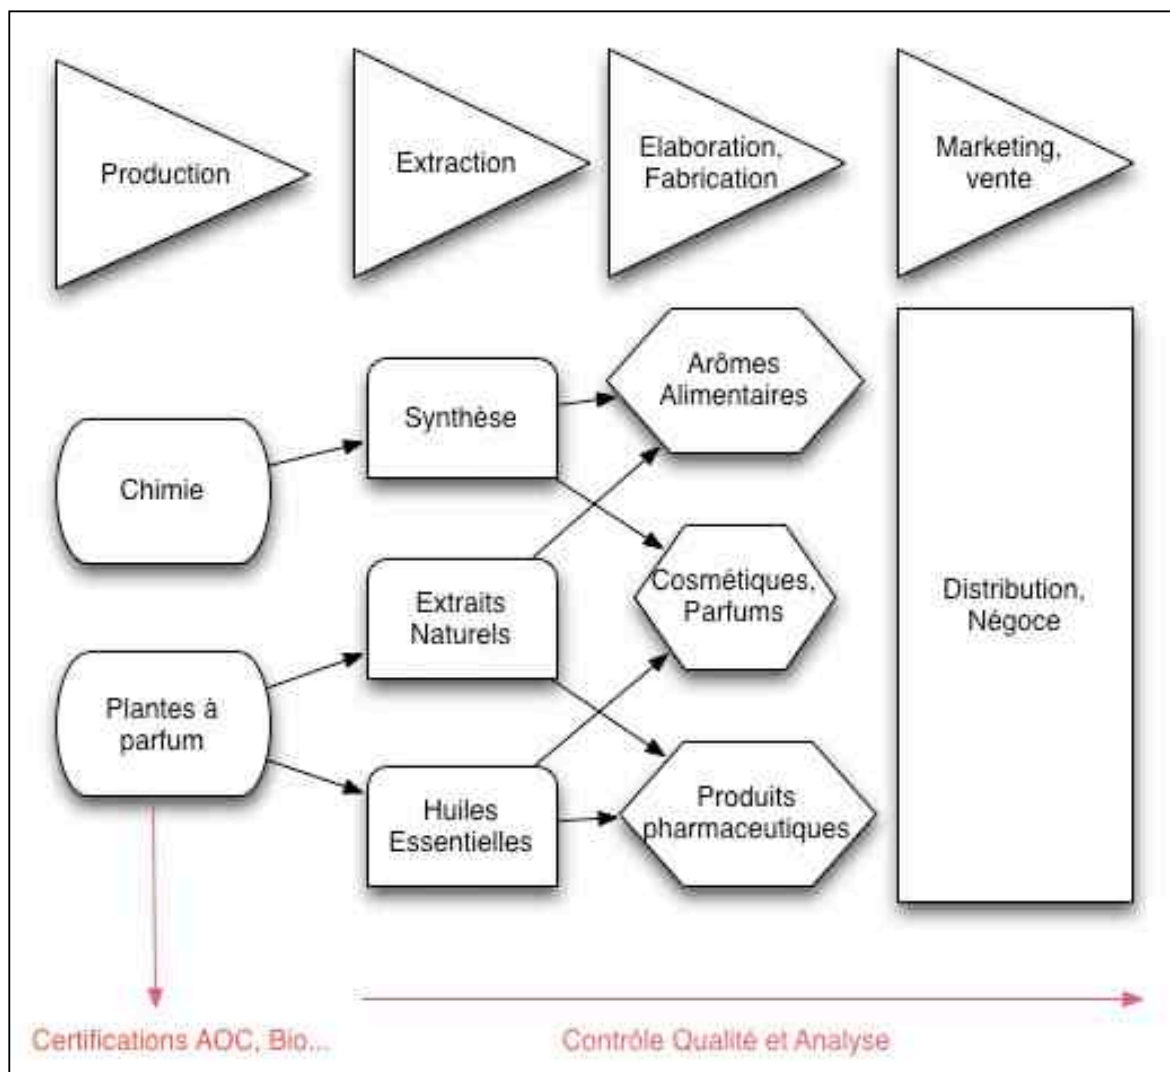 Production
Extraction
Elaboration,
Fabrication
Marketing,
vente
Arômes
Alimentaires
Synthèse
Chimie
Cosmétiques,
Parfums
Extraits
Naturels
Distribution,
Négoce
Plantes à
parfum
Huiles
Essentielles
Produits
pharmaceutiques
Certifications AOC, Bio...
Contrôle Qualité et Analyse